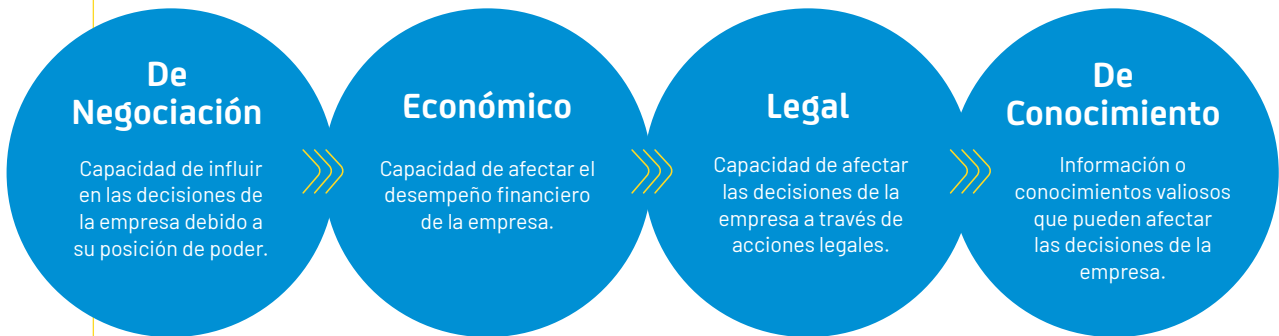 De
Negociación
Capacidad de influir
en las decisiones de
la empresa debido a
su posición de poder.
Económico
Capacidad de afectar el
desempeño financiero
de la empresa.
Legal
Capacidad de afectar
las decisiones de la
empresa a través de
acciones legales.
De
Conocimiento
Información o
conocimientos valiosos
que pueden afectar
las decisiones de la
empresa.